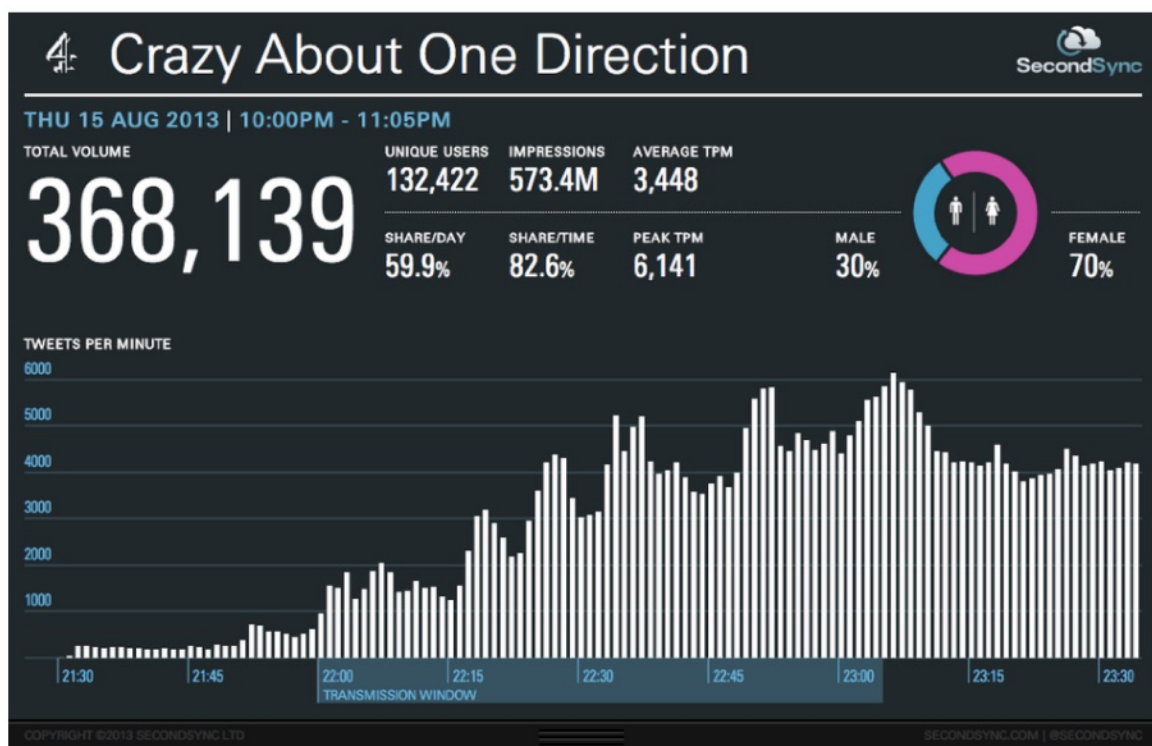 4 Crazy About One Direction
SecondSync
THU 15 AUG 2013 | 10:00PM - 11:05PM
TOTAL VOLUME
368,139
UNIQUE USERS IMPRESSIONS AVERAGE TPM
132,422 573.4M 3,448
SHARE/DAY SHARE/TIME PEAK TPM MALE FEMALE
59.9% 82.6% 6,141 30% 70%
TWEETS PER MINUTE
6000
5000
4000
3000
2000
1000
21:30 21:45 22:00 22:15 22:30 22:45 23:00 23:15 23:30
TRANSMISSION WINDOW
COPYRIGHT ©2013 SECONDSYNC LTD SECONDSYNC.COM | @SECONDSYNC